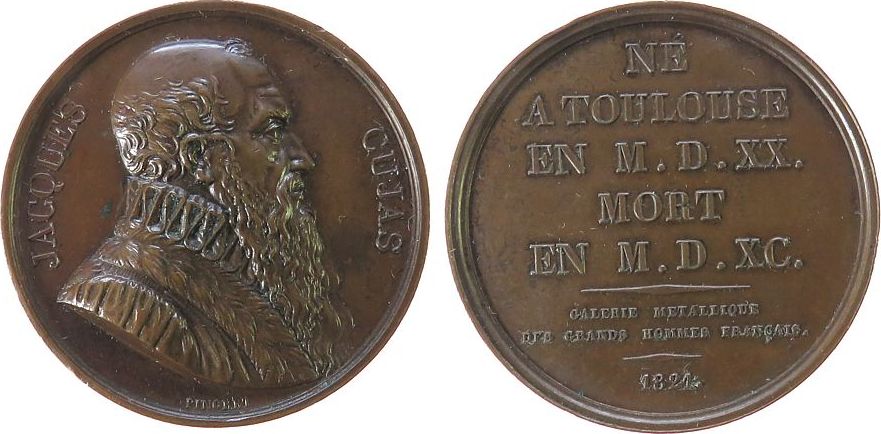 JACQUES CUJAS
NÉ
A TOULOUSE
EN M.D.XX.
MORT
EN M.D.XC.
GALERIE METALLIQUE
DES GRANDS HOMMES FRANÇAIS.
1821.